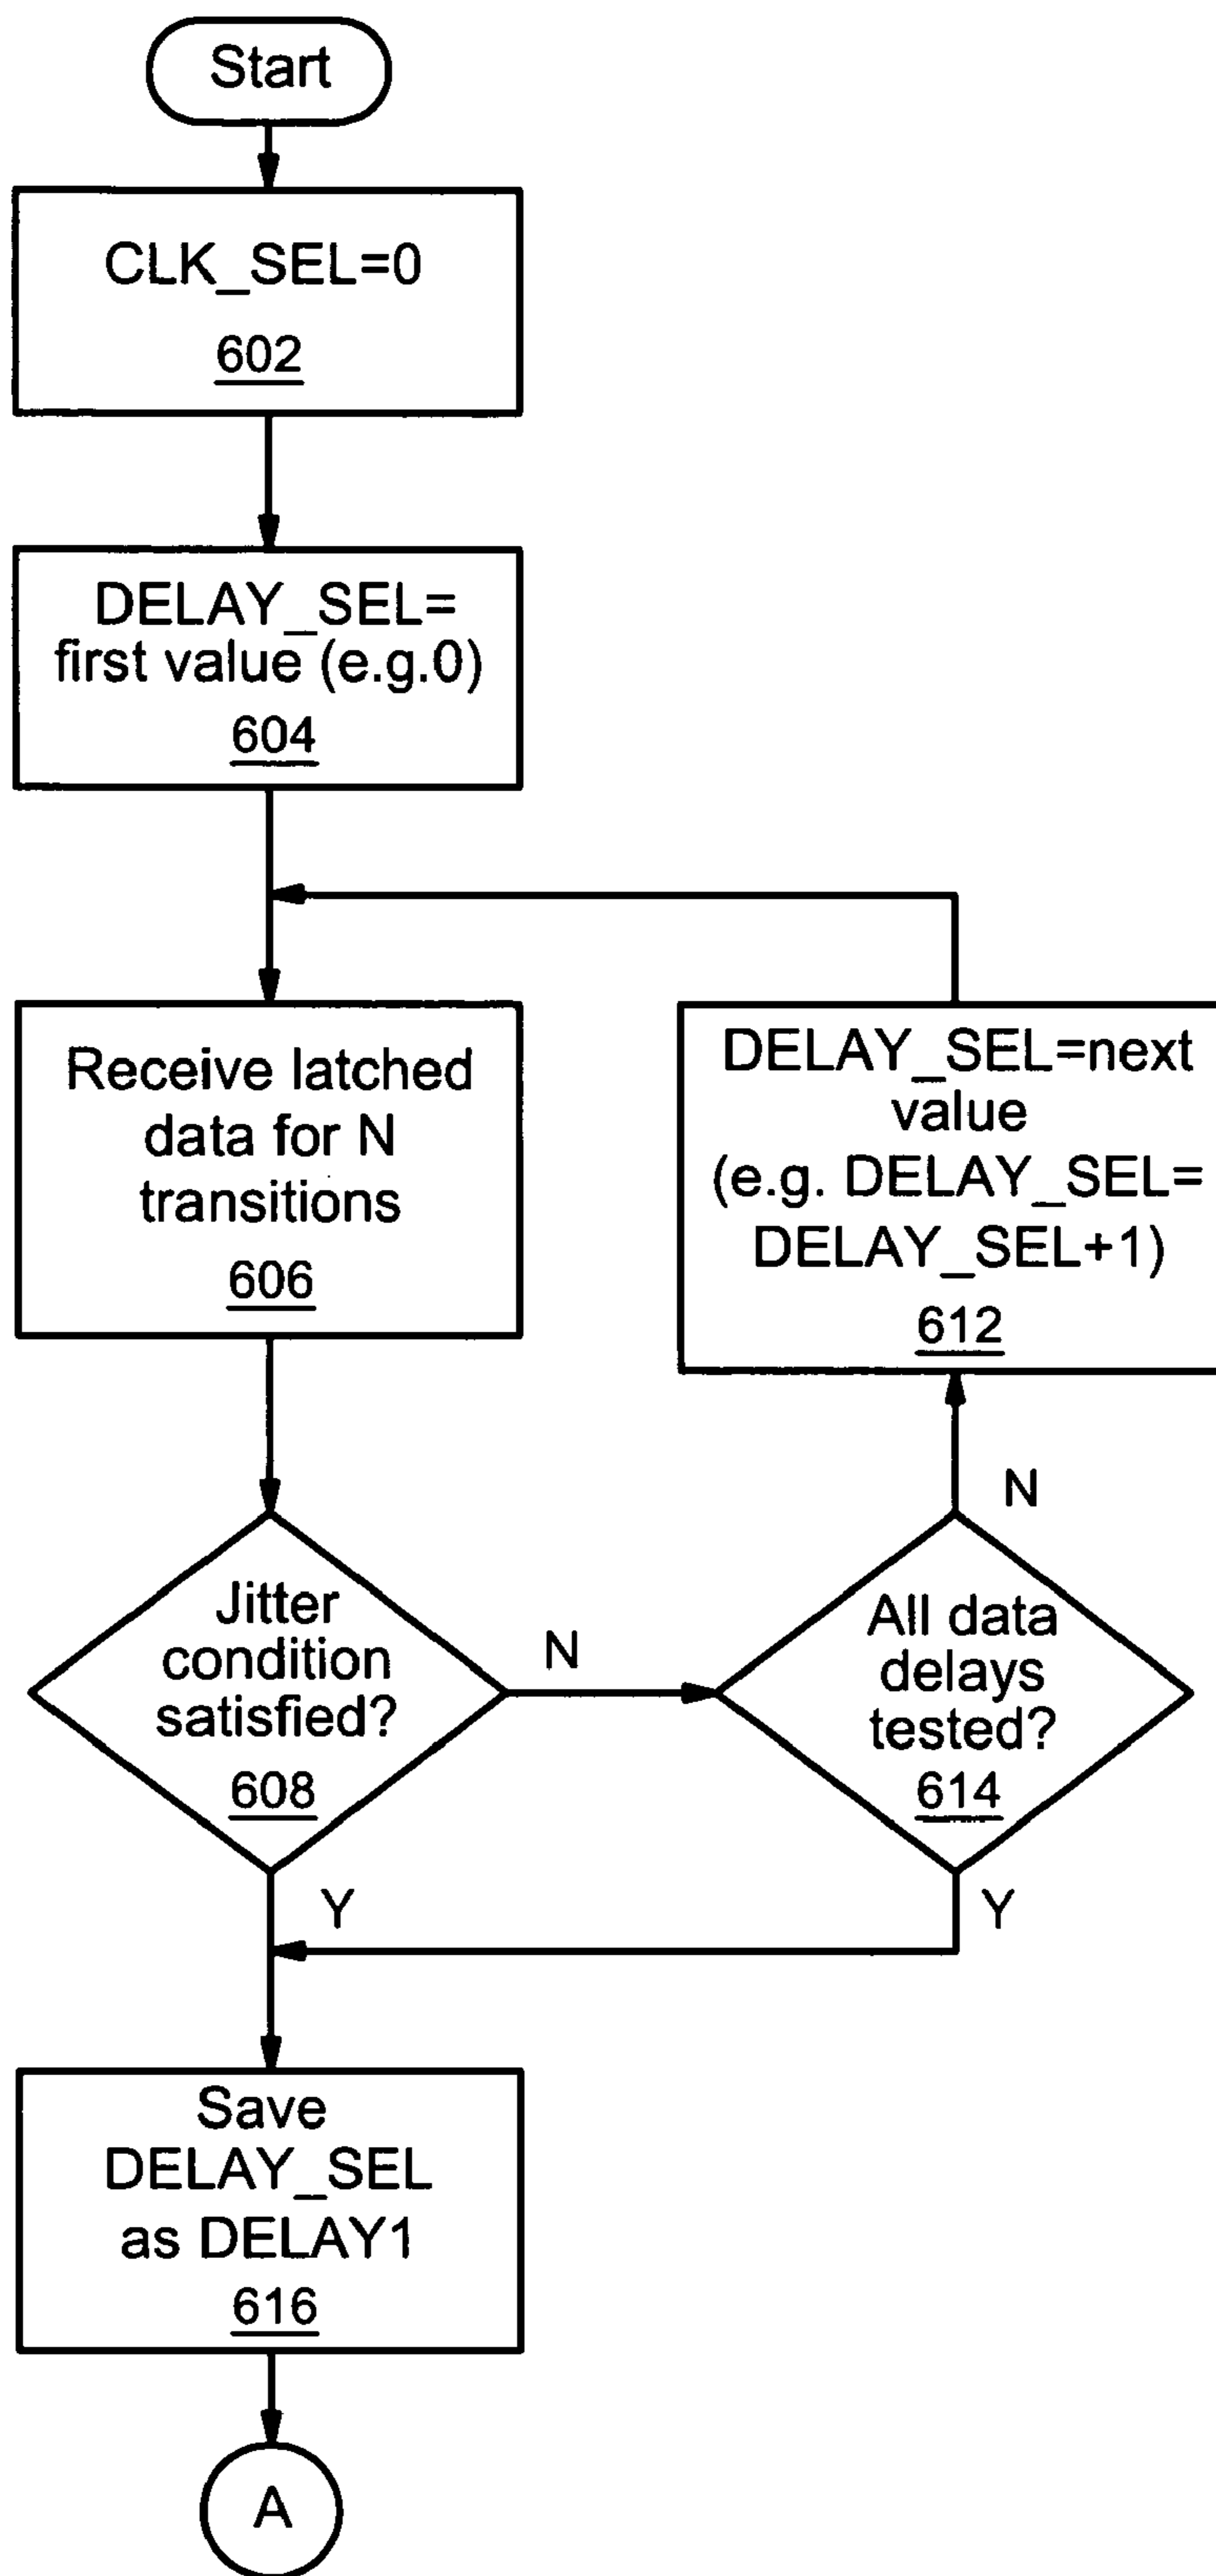 Start
CLK_SEL=0
602
DELAY_SEL=
first value (e.g.0)
604
Receive latched
data for N
transitions
606
DELAY_SEL=next
value
(e.g. DELAY_SEL=
DELAY_SEL+1)
612
N
Jitter
condition
satisfied?
608
N
All data
delays
tested?
614
Y
Y
Save
DELAY_SEL
as DELAY1
616
A